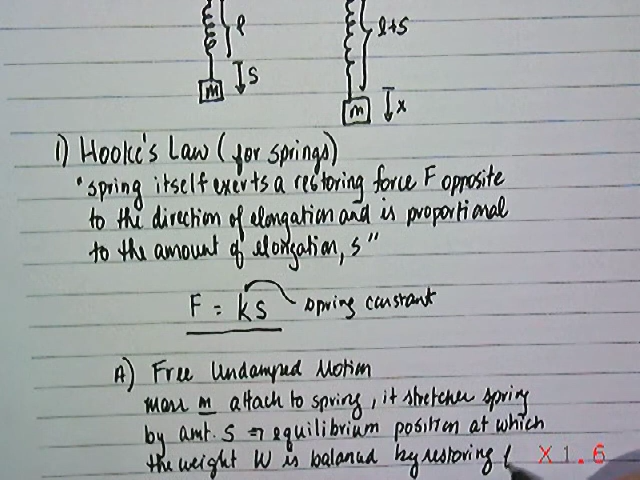 l l+s
m s m x
1) Hooke's Law (for springs)
"spring itself exerts a restoring force F opposite
to the direction of elongation and is proportional
to the amount of elongation, s"
F = ks spring constant
A) Free Undamped Motion
mass m attach to spring, it stretches spring
by amt. s ⇒ equilibrium position at which
the weight W is balanced by restoring f
X1.6